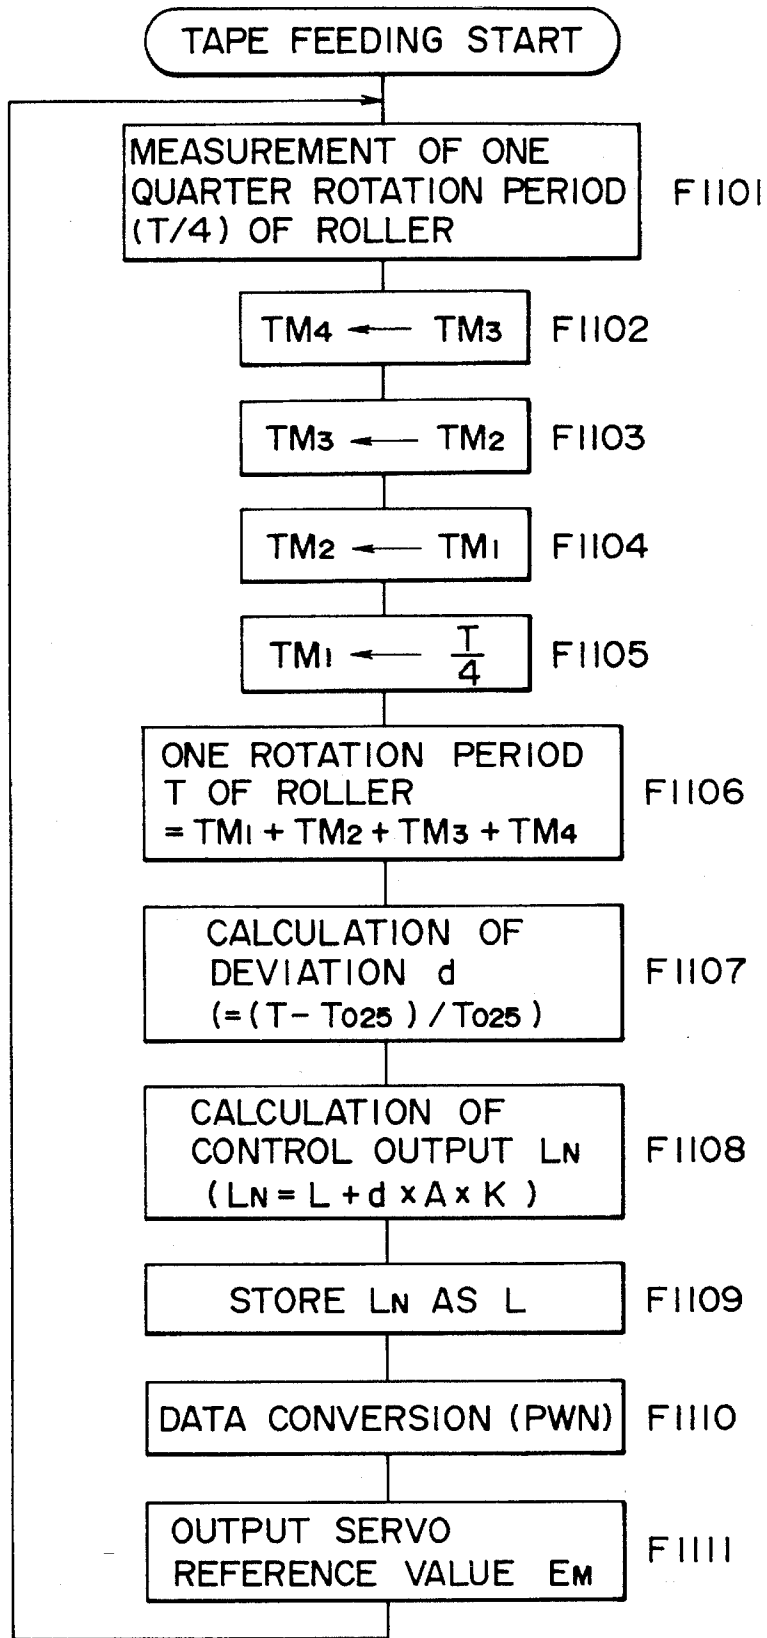 TAPE FEEDING START
MEASUREMENT OF ONE
QUARTER ROTATION PERIOD
(T/4) OF ROLLER
F1101
TM4 ← TM3
F1102
TM3 ← TM2
F1103
TM2 ← TM1
F1104
TM1 ← T/4
F1105
ONE ROTATION PERIOD
T OF ROLLER
= TM1 + TM2 + TM3 + TM4
F1106
CALCULATION OF
DEVIATION d
(=(T-T025)/T025)
F1107
CALCULATION OF
CONTROL OUTPUT LN
(LN = L + d × A × K)
F1108
STORE LN AS L
F1109
DATA CONVERSION (PWN)
F1110
OUTPUT SERVO
REFERENCE VALUE EM
F1111